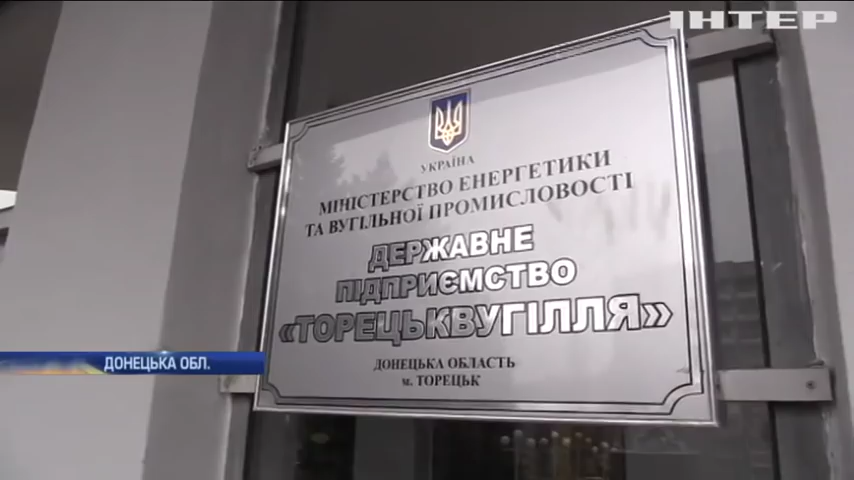 ІНТЕР
УКРАЇНА
МІНІСТЕРСТВО ЕНЕРГЕТИКИ
ТА ВУГІЛЬНОЇ ПРОМИСЛОВОСТІ
ДЕРЖАВНЕ
ПІДПРИЄМСТВО
«ТОРЕЦЬКВУГІЛЛЯ»
ДОНЕЦЬКА ОБЛАСТЬ
м. ТОРЕЦЬК
ДОНЕЦЬКА ОБЛ.